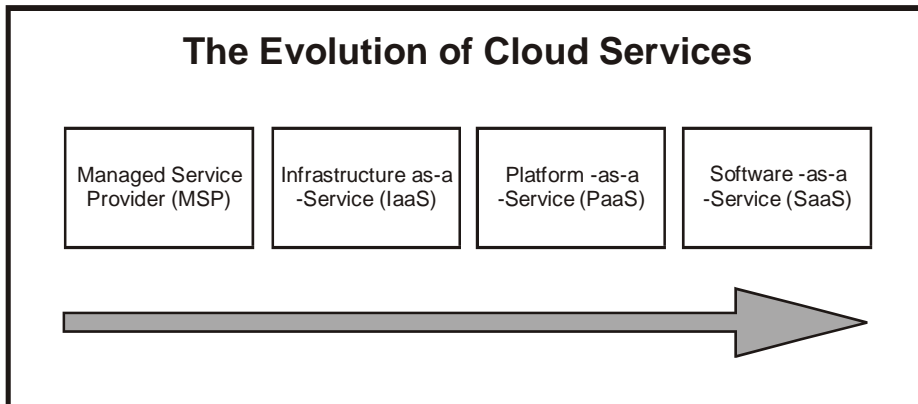 The Evolution of Cloud Services
Managed Service
Provider (MSP)
Infrastructure as-a
-Service (IaaS)
Platform -as-a
-Service (PaaS)
Software -as-a
-Service (SaaS)